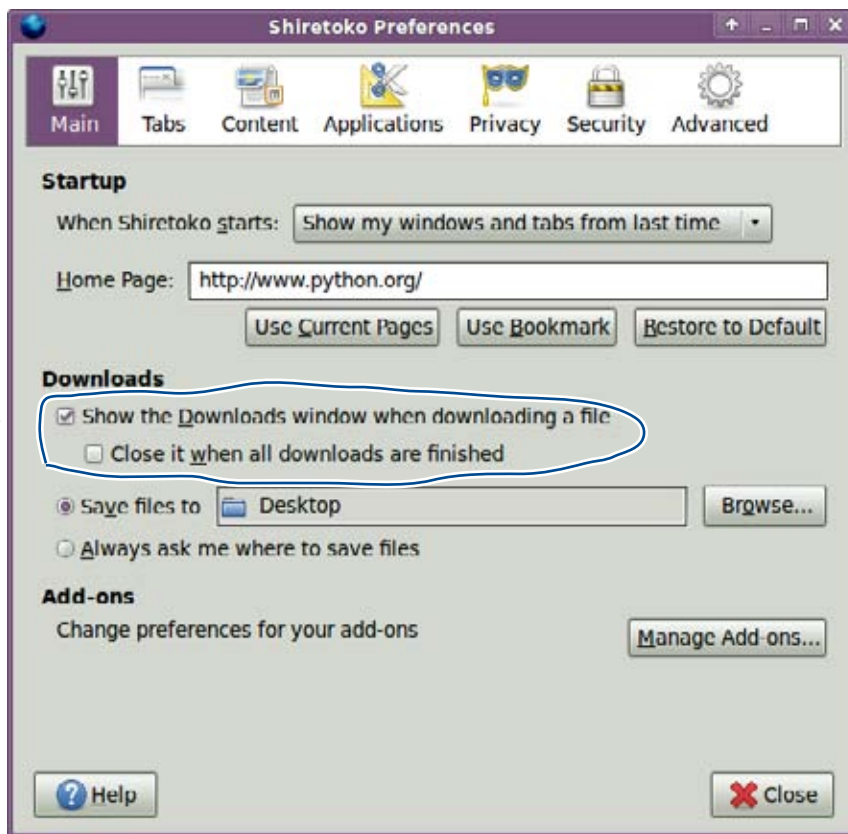 Shiretoko Preferences
Main Tabs Content Applications Privacy Security Advanced
Startup
When Shiretoko starts: Show my windows and tabs from last time
Home Page: http://www.python.org/
Use Current Pages Use Bookmark Restore to Default
Downloads
Show the Downloads window when downloading a file
Close it when all downloads are finished
Save files to Desktop Browse...
Always ask me where to save files
Add-ons
Change preferences for your add-ons Manage Add-ons...
Help Close